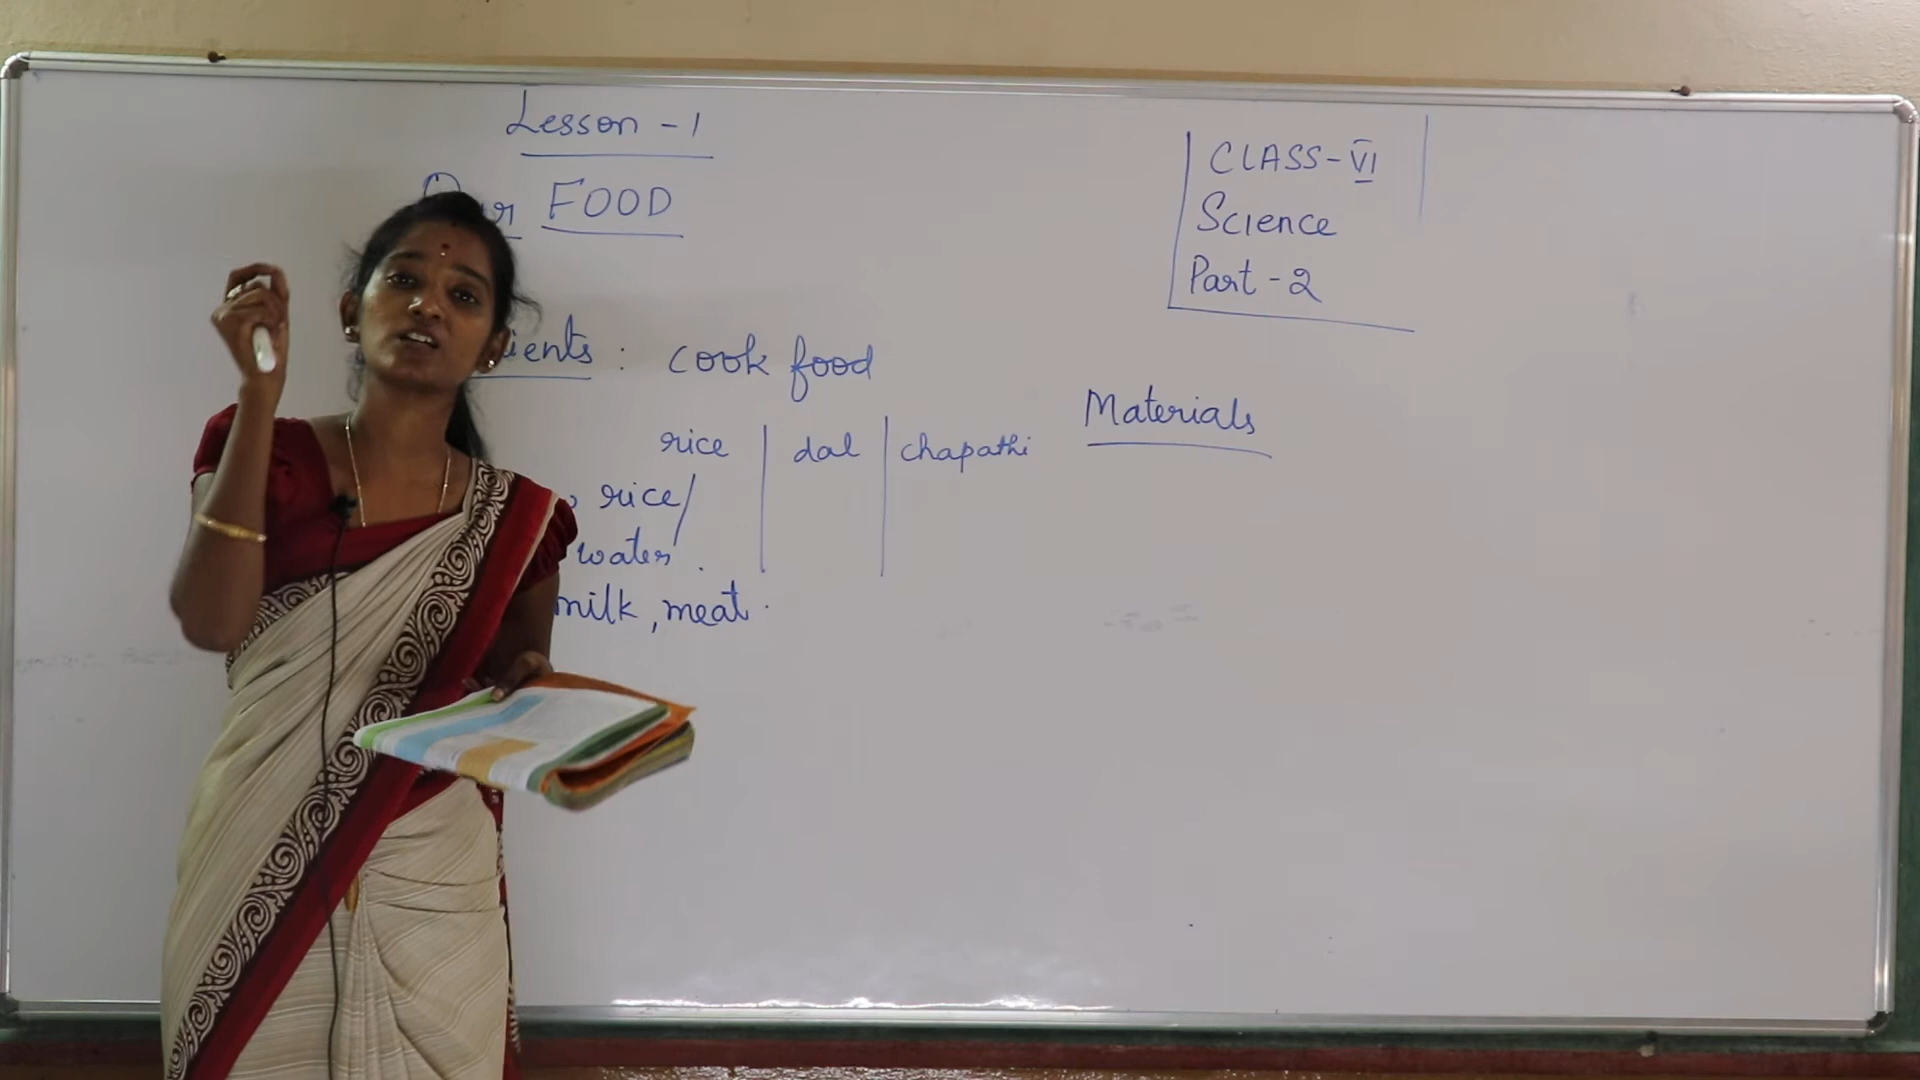 Lesson - 1
FOOD
CLASS - VI
Science
Part - 2
: cook food
Materials
rice | dal | chapathi
rice/
water.
milk, meat.